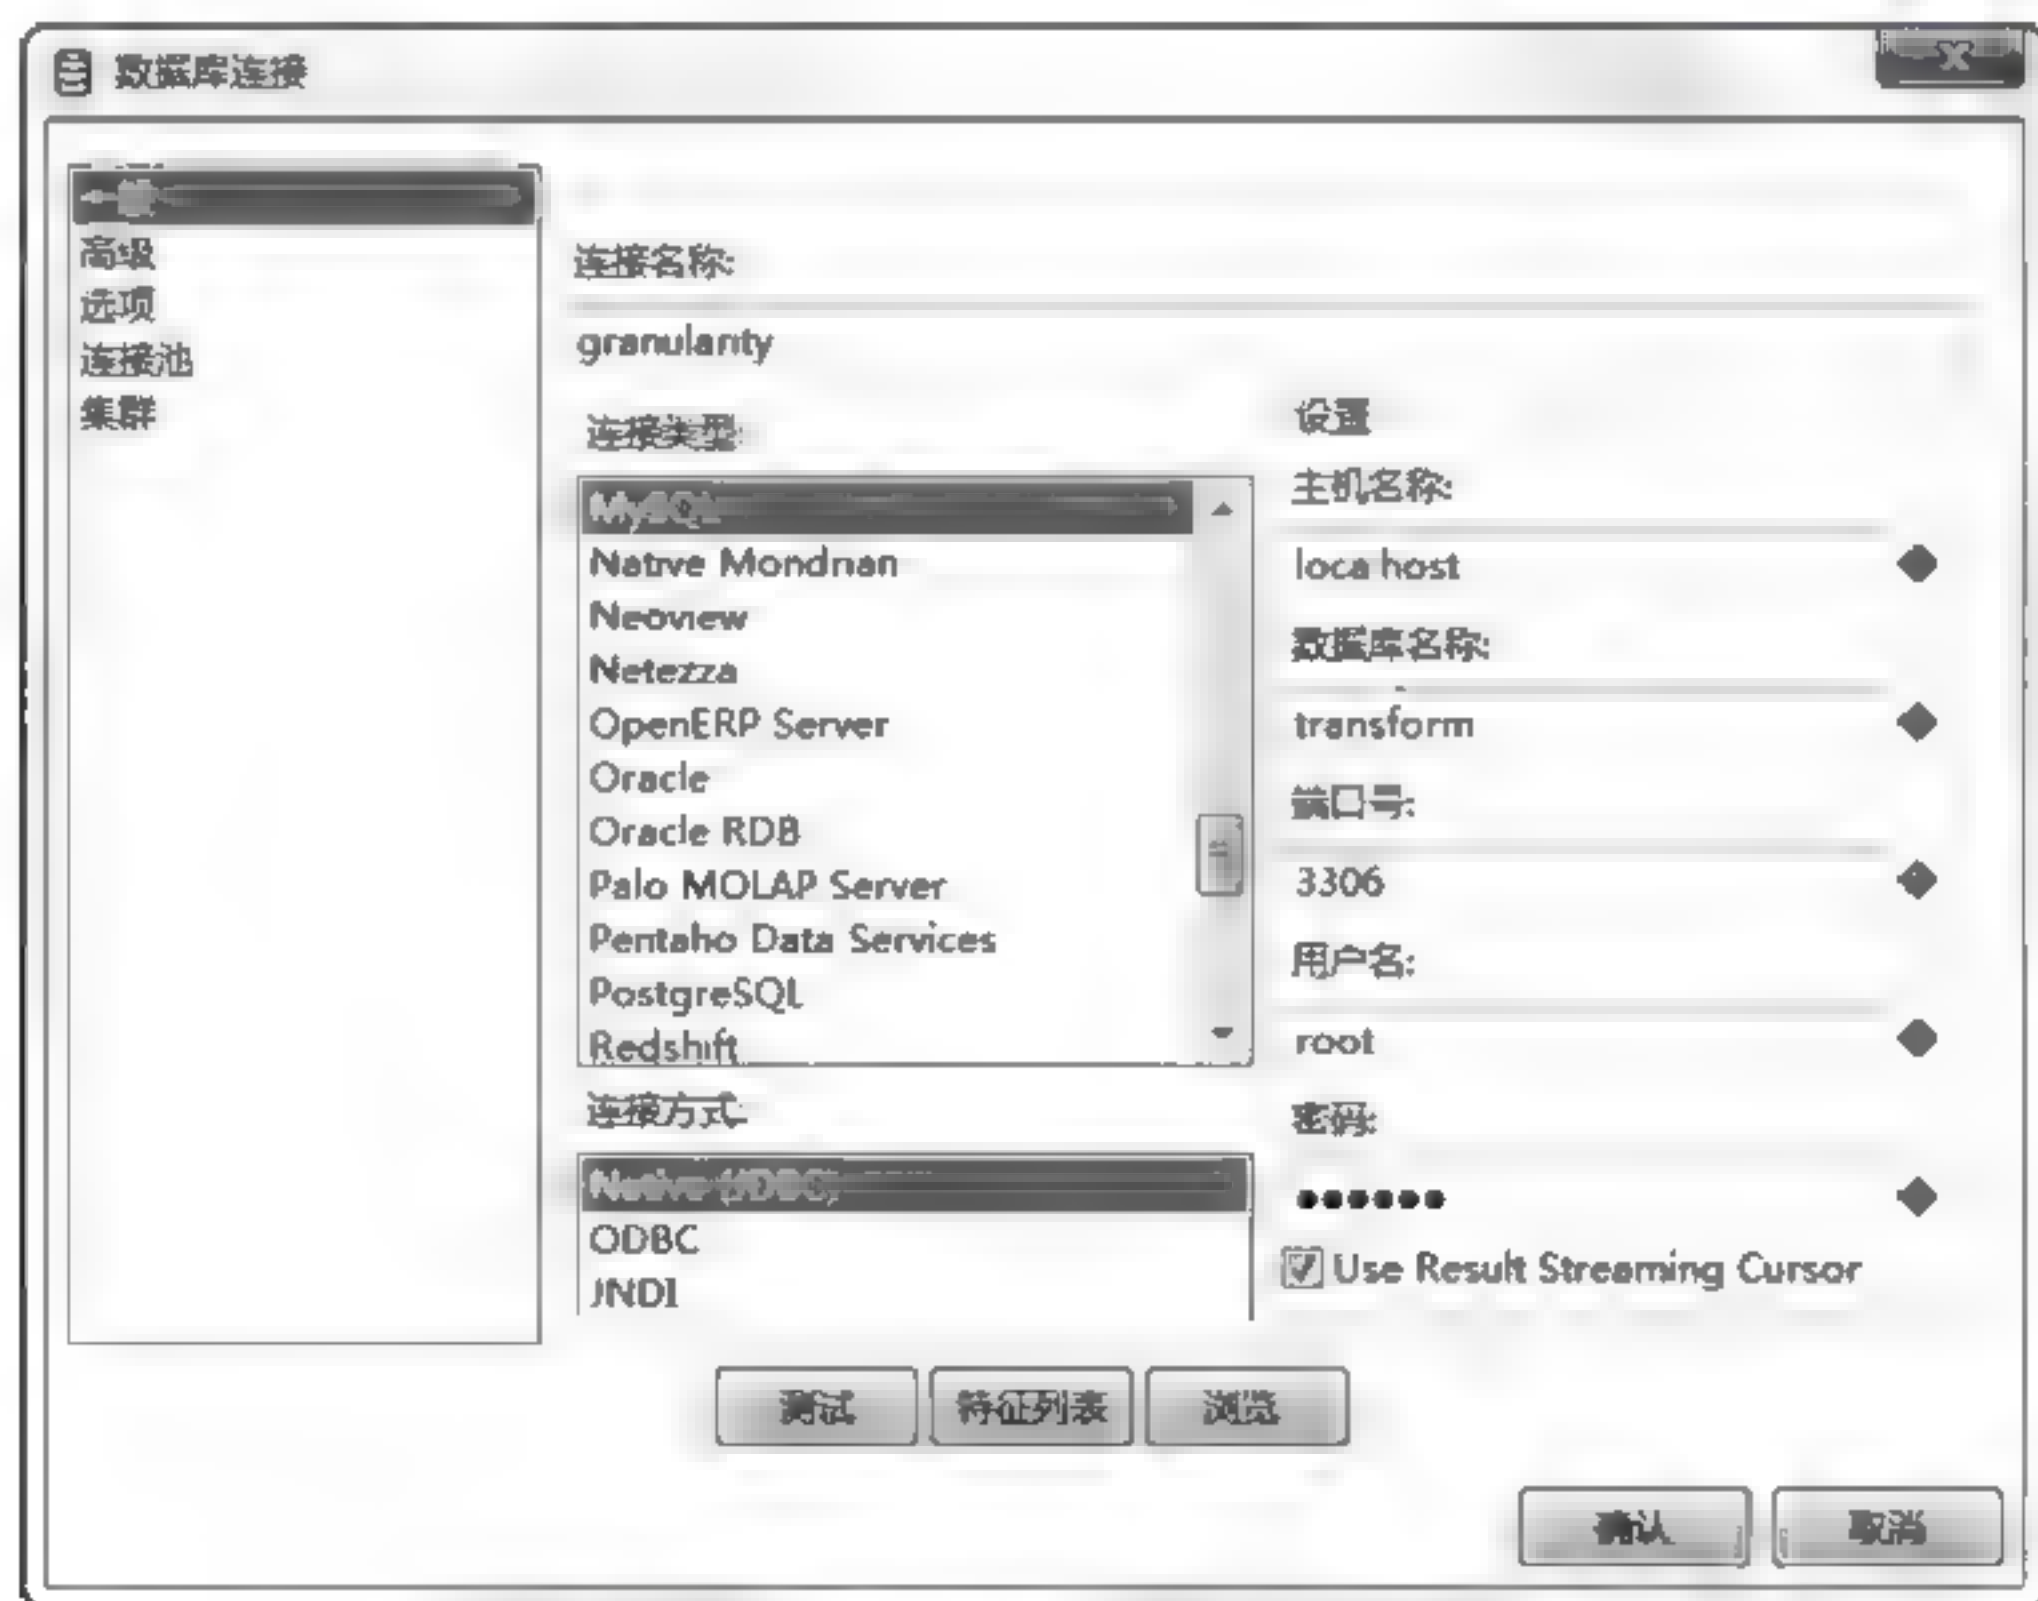 数据库连接
一般
高级
选项
连接池
集群
连接名称:
granularity
连接类型:
MySQL
Native Mondrian
Neoview
Netezza
OpenERP Server
Oracle
Oracle RDB
Palo MOLAP Server
Pentaho Data Services
PostgreSQL
Redshift
连接方式:
Native (JDBC)
ODBC
JNDI
设置
主机名称:
localhost
数据库名称:
transform
端口号:
3306
用户名:
root
密码:
●●●●●●
Use Result Streaming Cursor
测试
特征列表
浏览
确认
取消